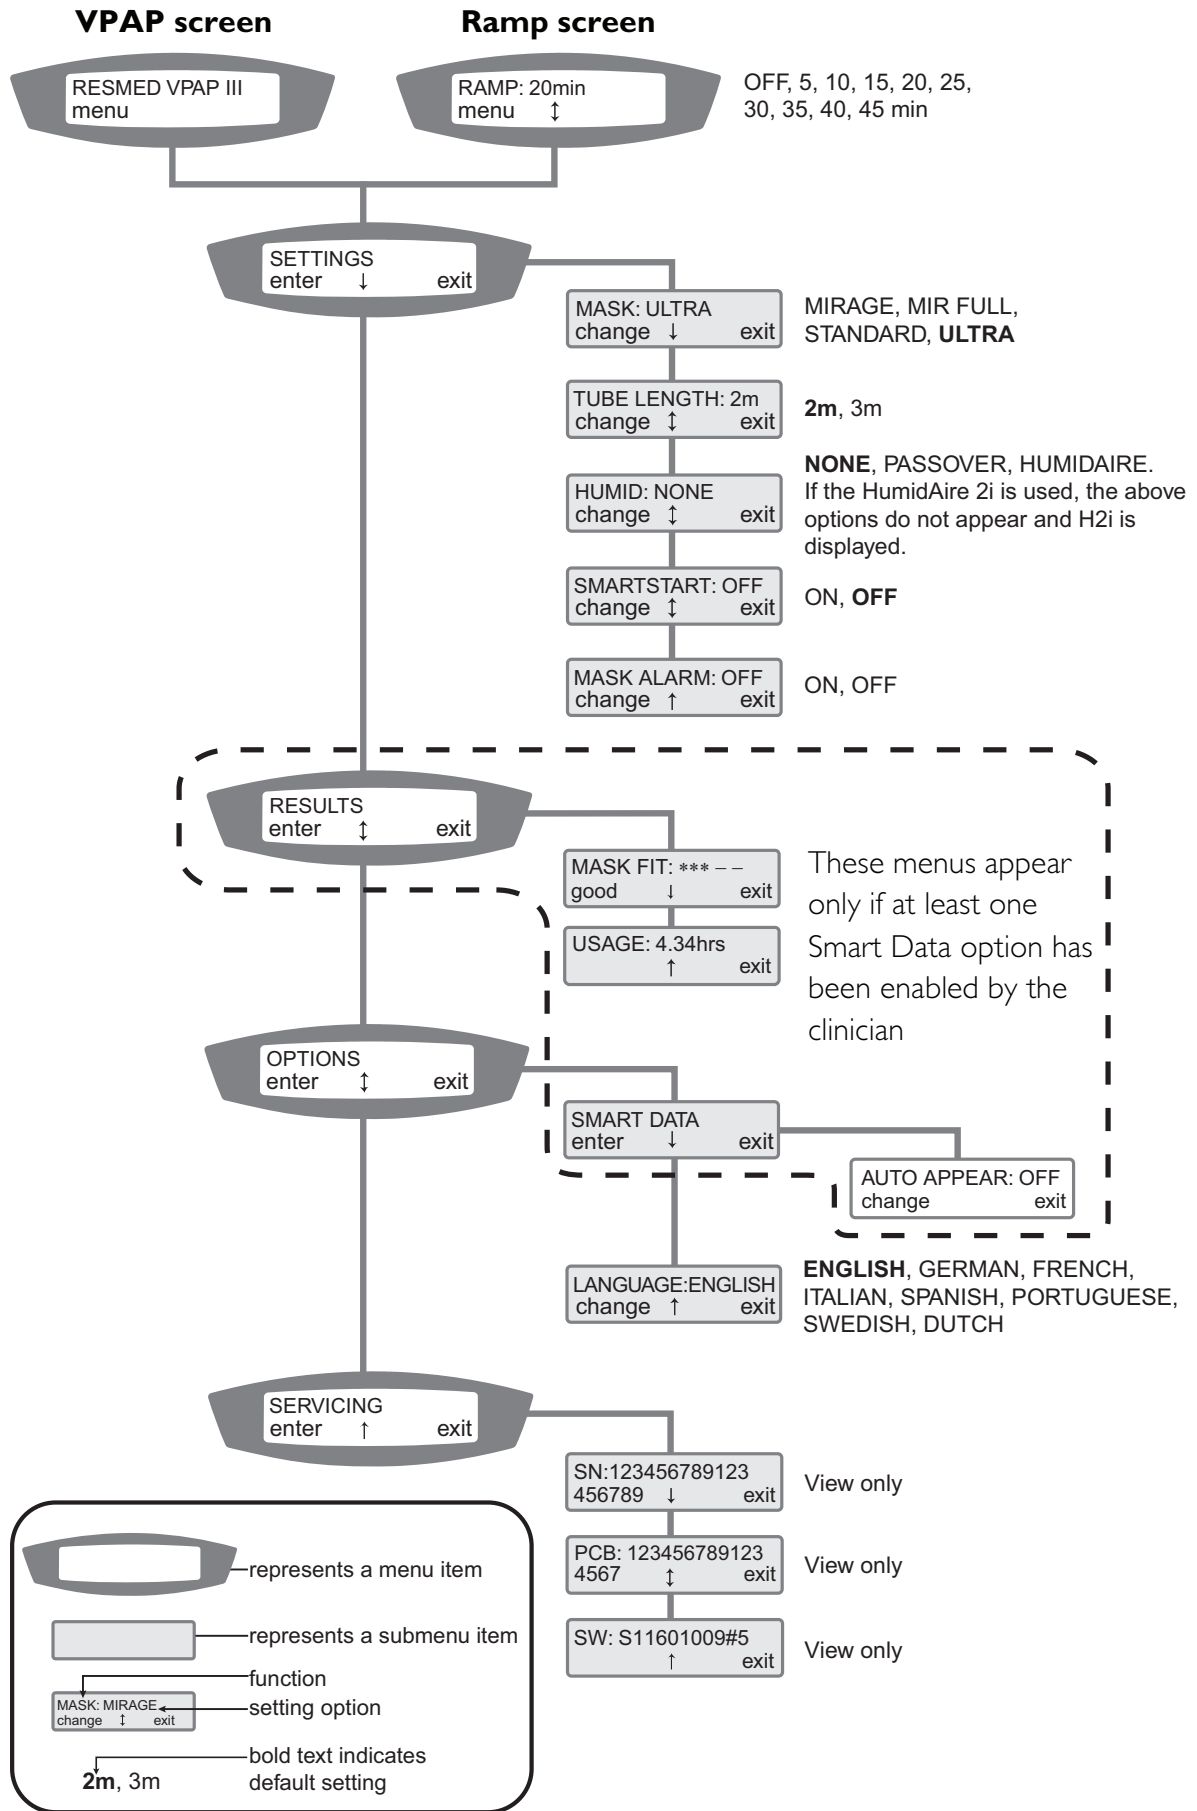 VPAP screen
Ramp screen
RESMED VPAP III
menu
RAMP: 20min
menu ↕
OFF, 5, 10, 15, 20, 25,
30, 35, 40, 45 min
SETTINGS
enter ↓ exit
MASK: ULTRA
change ↓ exit
MIRAGE, MIR FULL,
STANDARD, ULTRA
TUBE LENGTH: 2m
change ↕ exit
2m, 3m
HUMID: NONE
change ↕ exit
NONE, PASSOVER, HUMIDAIRE.
If the HumidAire 2i is used, the above
options do not appear and H2i is
displayed.
SMARTSTART: OFF
change ↕ exit
ON, OFF
MASK ALARM: OFF
change ↑ exit
ON, OFF
RESULTS
enter ↕ exit
MASK FIT: *** – –
good ↓ exit
USAGE: 4.34hrs
↑ exit
These menus appear
only if at least one
Smart Data option has
been enabled by the
clinician
OPTIONS
enter ↕ exit
SMART DATA
enter ↓ exit
AUTO APPEAR: OFF
change exit
LANGUAGE:ENGLISH
change ↑ exit
ENGLISH, GERMAN, FRENCH,
ITALIAN, SPANISH, PORTUGUESE,
SWEDISH, DUTCH
SERVICING
enter ↑ exit
SN:123456789123
456789 ↓ exit
View only
PCB: 123456789123
4567 ↕ exit
View only
SW: S11601009#5
↑ exit
View only
represents a menu item
represents a submenu item
function
MASK: MIRAGE
change ↕ exit
setting option
bold text indicates
default setting
2m, 3m